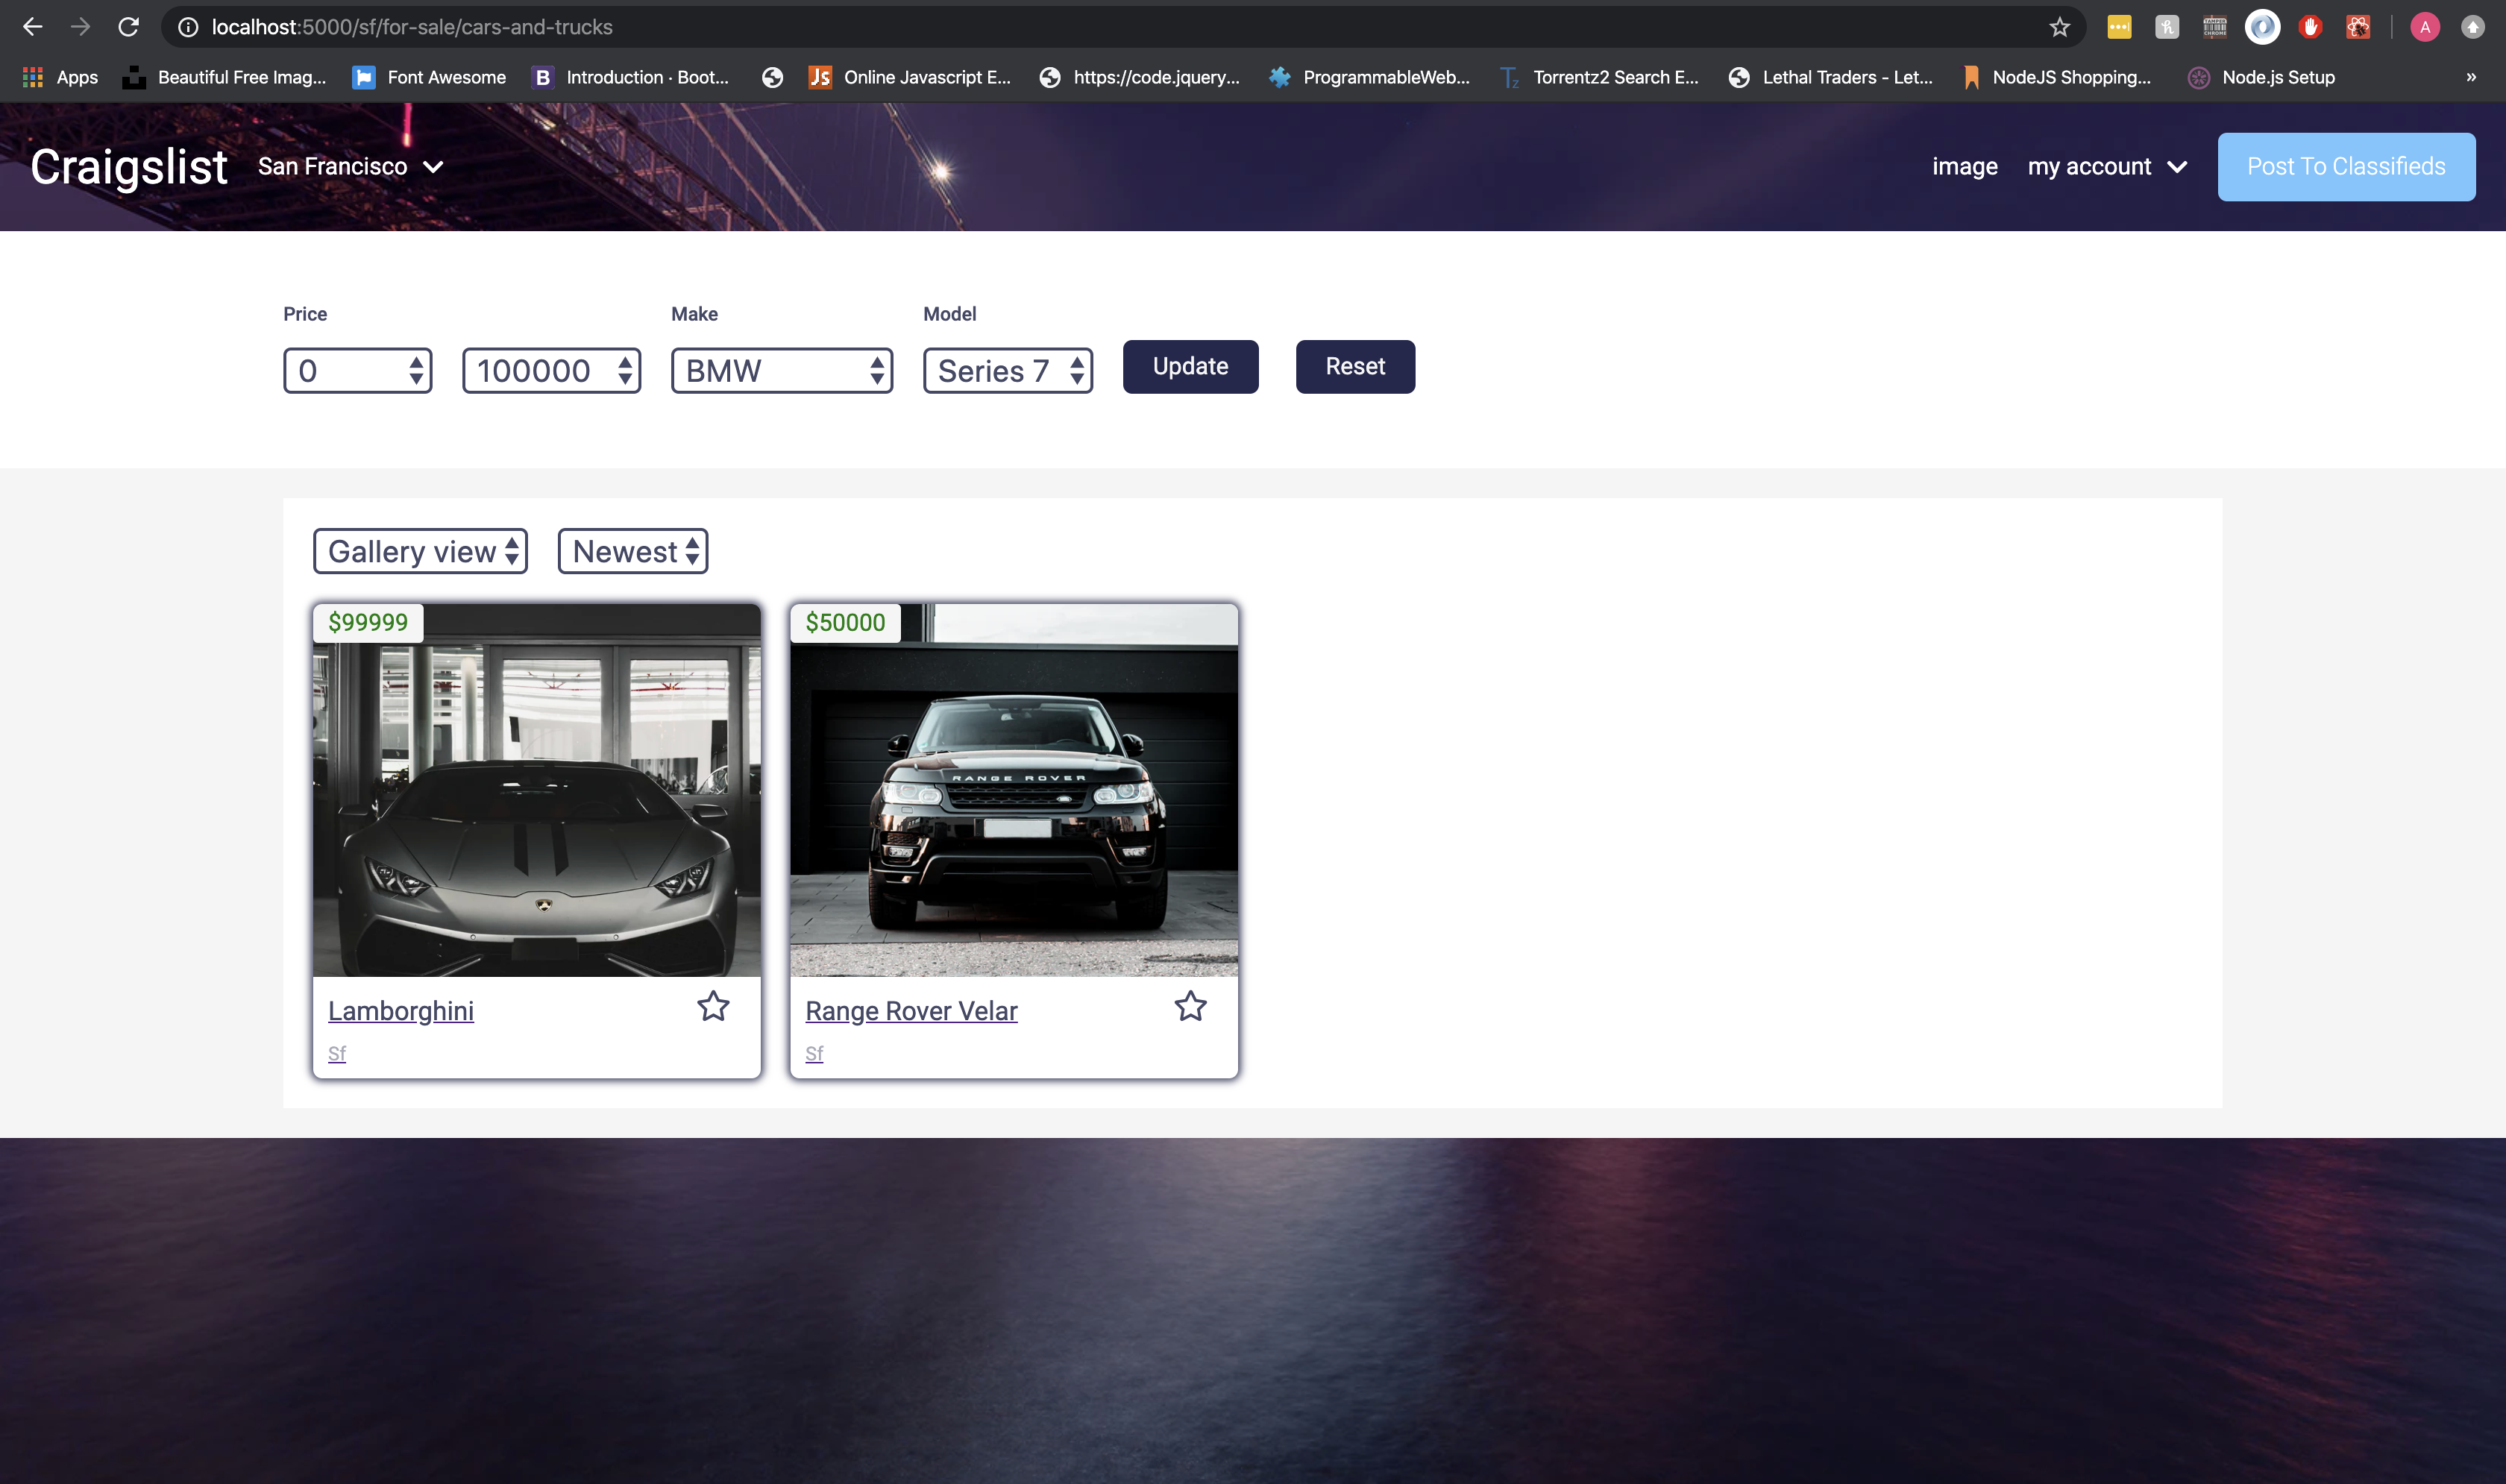 localhost:5000/sf/for-sale/cars-and-trucks
A
Apps Beautiful Free Imag... Font Awesome B Introduction · Boot... JS Online Javascript E... https://code.jquery... ProgrammableWeb... Tz Torrentz2 Search E... Lethal Traders - Let... NodeJS Shopping... Node.js Setup »
Craigslist San Francisco image my account Post To Classifieds
Price Make Model
0 100000 BMW Series 7 Update Reset
Gallery view Newest
$99999 $50000
RANGE ROVER
Lamborghini Range Rover Velar
Sf Sf